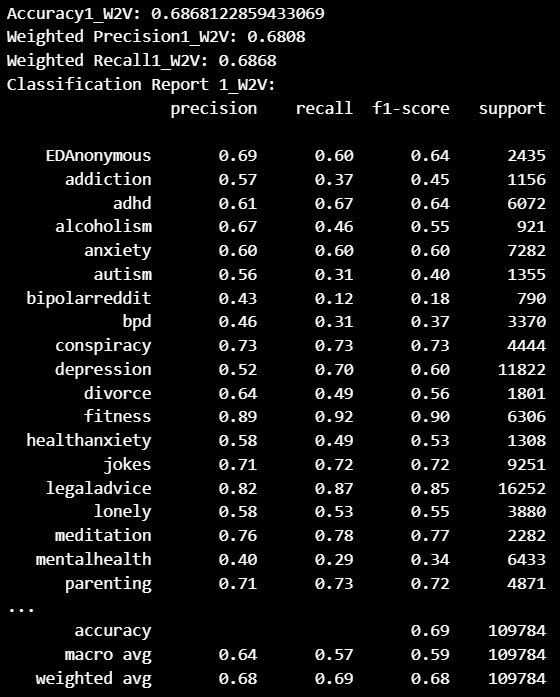 Accuracy1_W2V: 0.6868122859433069
Weighted Precision1_W2V: 0.6808
Weighted Recall1_W2V: 0.6868
Classification Report 1_W2V:
precision recall f1-score support
EDAnonymous 0.69 0.60 0.64 2435
addiction 0.57 0.37 0.45 1156
adhd 0.61 0.67 0.64 6072
alcoholism 0.67 0.46 0.55 921
anxiety 0.60 0.60 0.60 7282
autism 0.56 0.31 0.40 1355
bipolarreddit 0.43 0.12 0.18 790
bpd 0.46 0.31 0.37 3370
conspiracy 0.73 0.73 0.73 4444
depression 0.52 0.70 0.60 11822
divorce 0.64 0.49 0.56 1801
fitness 0.89 0.92 0.90 6306
healthanxiety 0.58 0.49 0.53 1308
jokes 0.71 0.72 0.72 9251
legaladvice 0.82 0.87 0.85 16252
lonely 0.58 0.53 0.55 3880
meditation 0.76 0.78 0.77 2282
mentalhealth 0.40 0.29 0.34 6433
parenting 0.71 0.73 0.72 4871
...
accuracy 0.69 109784
macro avg 0.64 0.57 0.59 109784
weighted avg 0.68 0.69 0.68 109784